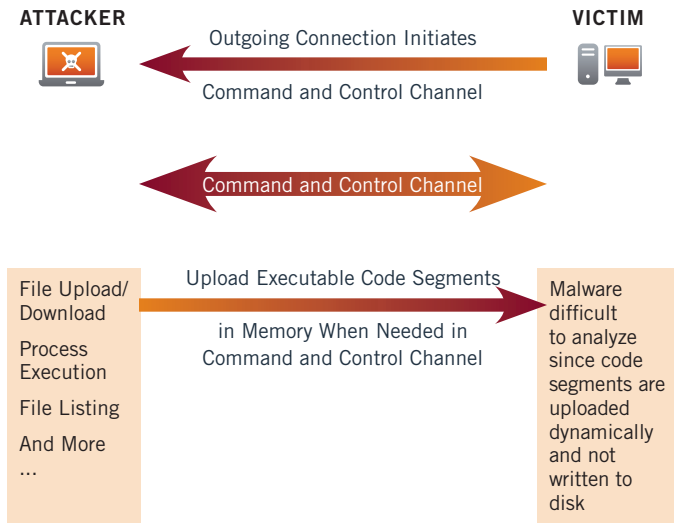 ATTACKER
VICTIM
Outgoing Connection Initiates
Command and Control Channel
Command and Control Channel
File Upload/
Download
Process
Execution
File Listing
And More
...
Upload Executable Code Segments
in Memory When Needed in
Command and Control Channel
Malware
difficult
to analyze
since code
segments are
uploaded
dynamically
and not
written to
disk